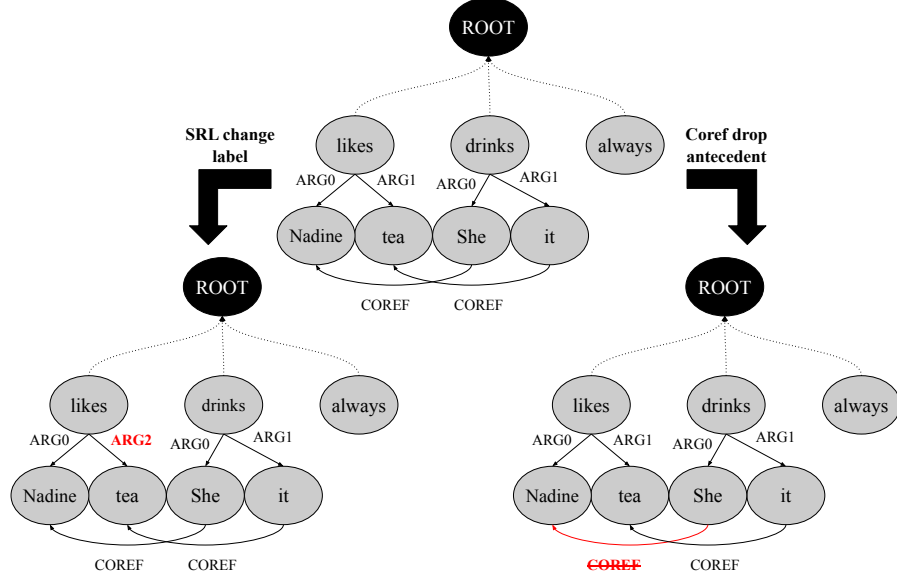 ROOT
SRL change
label
likes
drinks
always
Coref drop
antecedent
ARG0
ARG1
ARG0
ARG1
Nadine
tea
She
it
COREF
COREF
ROOT
likes
drinks
always
ARG0
ARG2
ARG0
ARG1
Nadine
tea
She
it
COREF
COREF
ROOT
likes
drinks
always
ARG0
ARG1
ARG0
ARG1
Nadine
tea
She
it
COREF
COREF